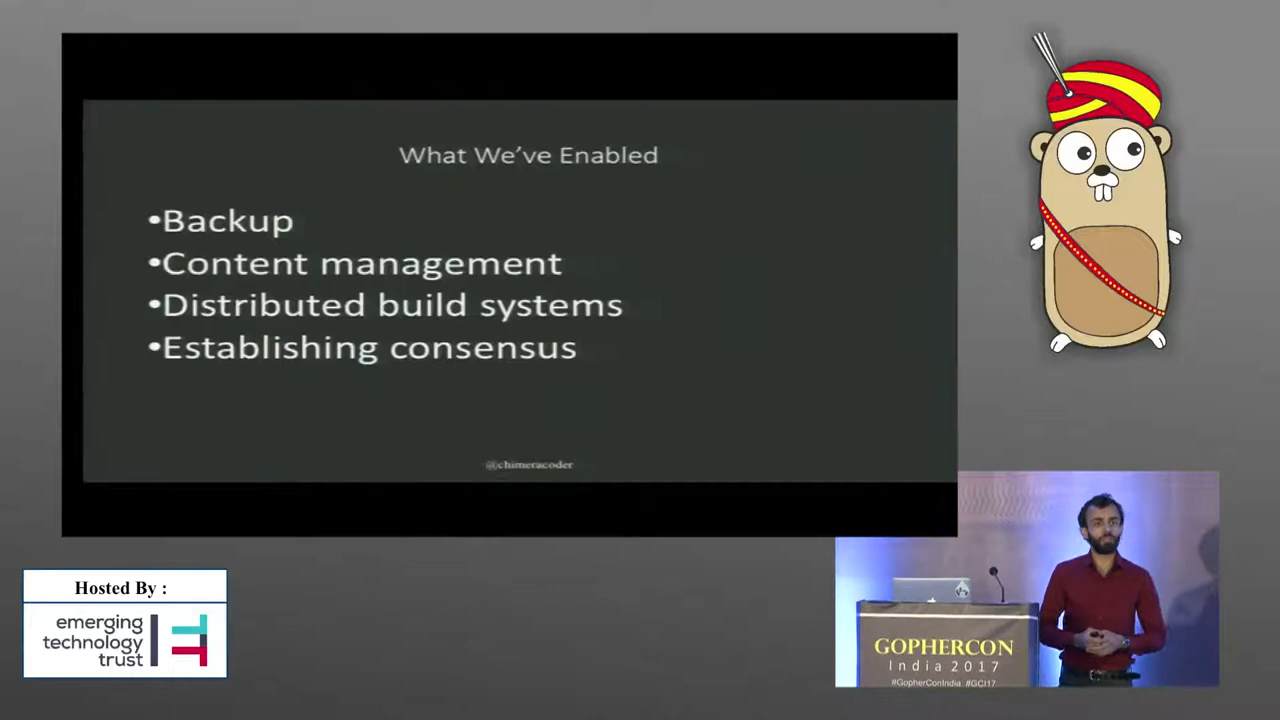 What We've Enabled
•Backup
•Content management
•Distributed build systems
•Establishing consensus
@chimeracoder
Hosted By :
emerging
technology
trust
GOPHERCON
India 2017
#GopherConIndia #GCI17